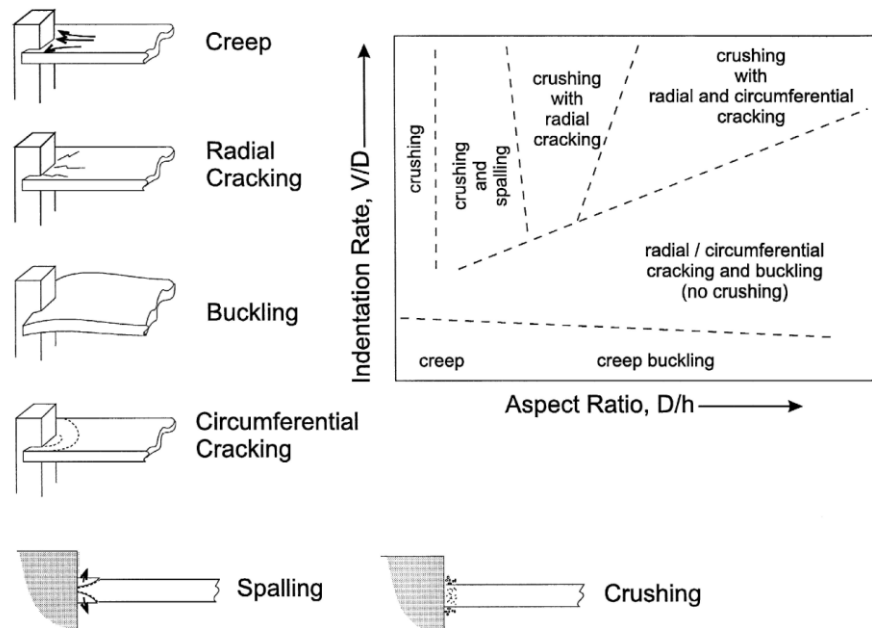 Creep
Radial
Cracking
Buckling
Circumferential
Cracking
Spalling
Crushing
Indentation Rate, V/D
crushing
crushing
and
spalling
crushing
with
radial
cracking
crushing
with
radial and circumferential
cracking
radial / circumferential
cracking and buckling
(no crushing)
creep
creep buckling
Aspect Ratio, D/h